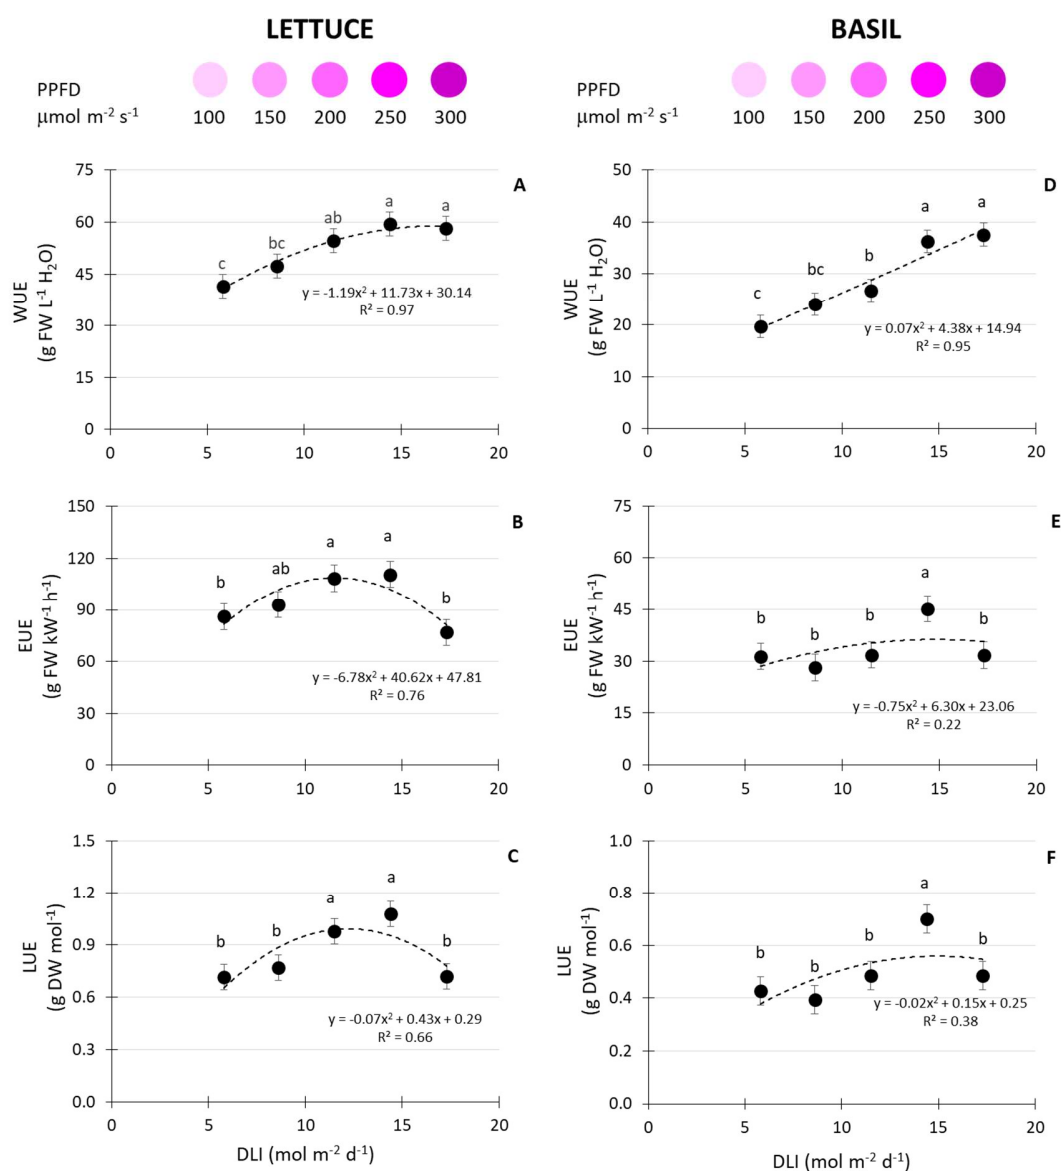 LETTUCE
PPFD
μmol m⁻² s⁻¹
100 150 200 250 300
BASIL
PPFD
μmol m⁻² s⁻¹
100 150 200 250 300
A
WUE
(g FW L⁻¹ H₂O)
75
60
45
30
15
0
c
bc
ab
a
a
y = -1.19x² + 11.73x + 30.14
R² = 0.97
0 5 10 15 20
D
WUE
(g FW L⁻¹ H₂O)
50
40
30
20
10
0
c
bc
b
a
a
y = 0.07x² + 4.38x + 14.94
R² = 0.95
0 5 10 15 20
B
EUE
(g FW kW⁻¹ h⁻¹)
150
120
90
60
30
0
b
ab
a
a
b
y = -6.78x² + 40.62x + 47.81
R² = 0.76
0 5 10 15 20
E
EUE
(g FW kW⁻¹ h⁻¹)
75
60
45
30
15
0
b
b
b
a
b
y = -0.75x² + 6.30x + 23.06
R² = 0.22
0 5 10 15 20
C
LUE
(g DW mol⁻¹)
1.5
1.2
0.9
0.6
0.3
0.0
b
b
a
a
b
y = -0.07x² + 0.43x + 0.29
R² = 0.66
0 5 10 15 20
DLI (mol m⁻² d⁻¹)
F
LUE
(g DW mol⁻¹)
1.0
0.8
0.6
0.4
0.2
0.0
b
b
b
a
b
y = -0.02x² + 0.15x + 0.25
R² = 0.38
0 5 10 15 20
DLI (mol m⁻² d⁻¹)